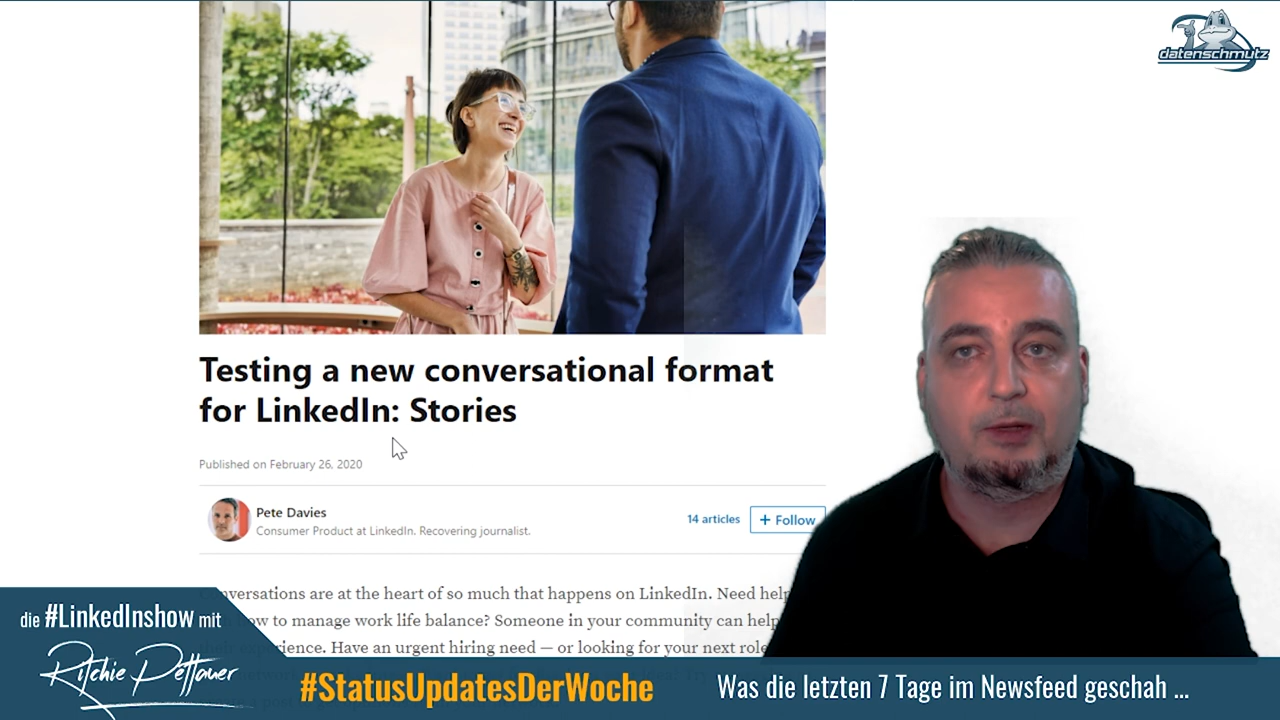 datenschmutz
Testing a new conversational format
for LinkedIn: Stories
Published on February 26, 2020
Pete Davies
14 articles
+ Follow
Consumer Product at LinkedIn. Recovering journalist.
Conversations are at the heart of so much that happens on LinkedIn. Need help
how to manage work life balance? Someone in your community can help
experience. Have an urgent hiring need — or looking for your next role
die #LinkedInshow mit
Ritchie Pettauer
#StatusUpdatesDerWoche
Was die letzten 7 Tage im Newsfeed geschah ...